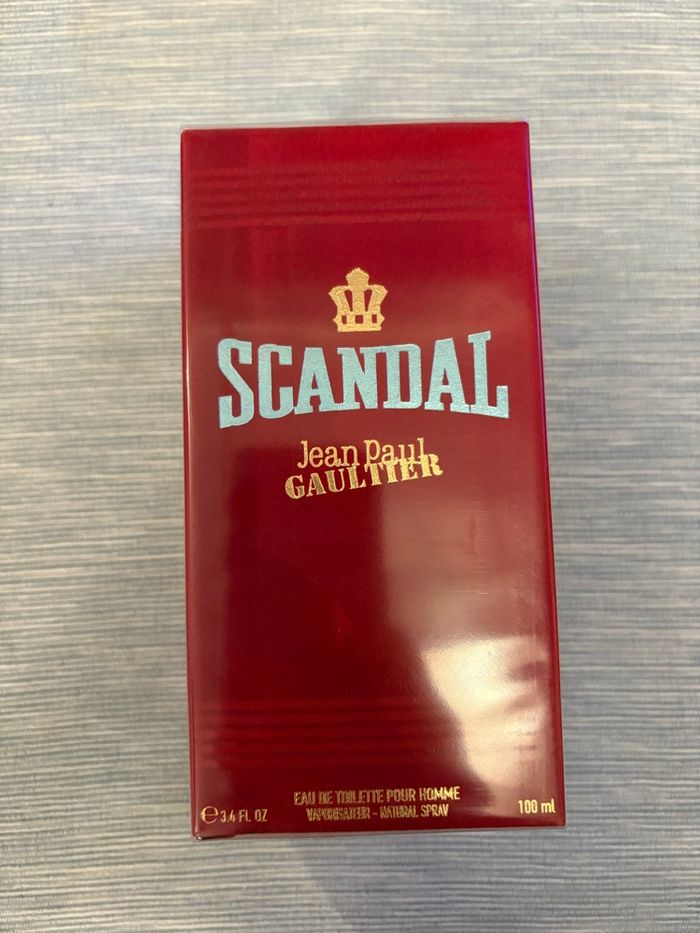 SCANDAL
Jean Paul
GAULTIER
EAU DE TOILETTE POUR HOMME
VAPORISATEUR - NATURAL SPRAY
℮ 3.4 FL. OZ
100 ml